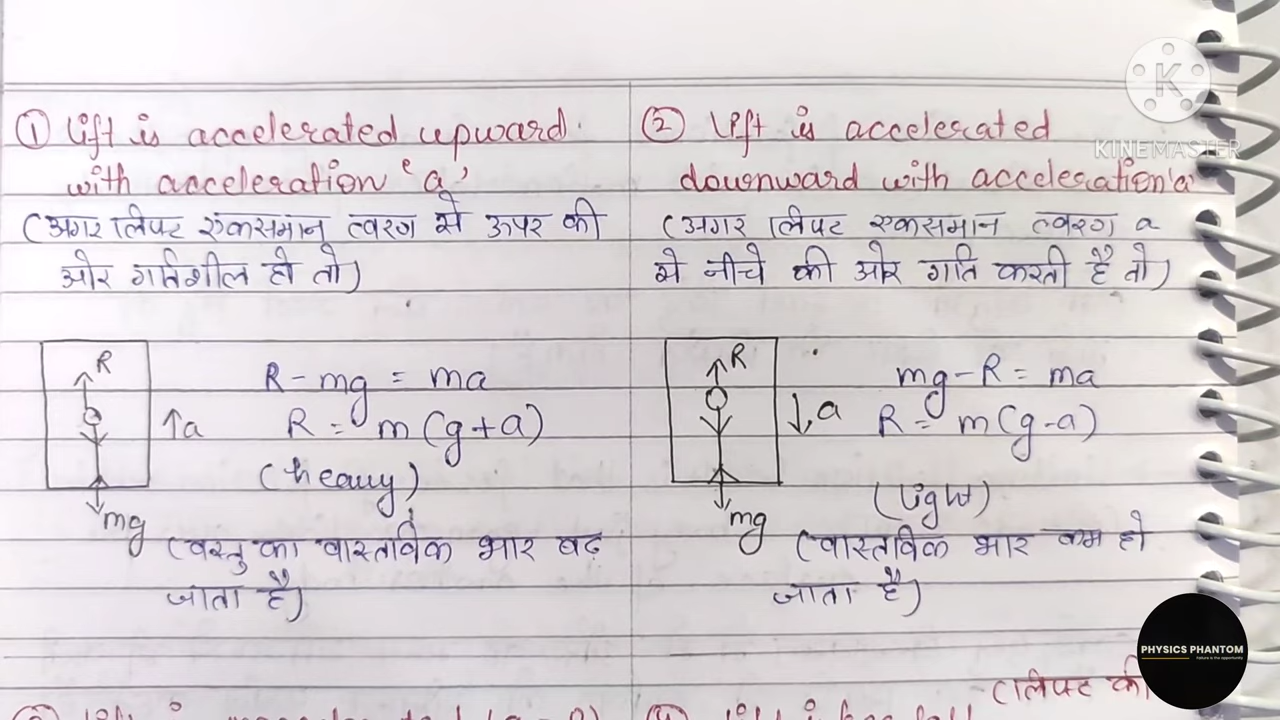 ① Lift is accelerated upward
with acceleration 'a'
(अगर लिफ्ट एकसमान त्वरण से ऊपर की
ओर गतिशील हो तो)
R
↑a
mg
R - mg = ma
R = m(g+a)
(heavy)
(वस्तु का वास्तविक भार बढ़
जाता है)
② Lift is accelerated
downward with acceleration 'a'
(अगर लिफ्ट एकसमान त्वरण a
से नीचे की ओर गति करती है तो)
R
↓a
mg
mg - R = ma
R = m(g-a)
(light)
(वास्तविक भार कम हो
जाता है)
(लिफ्ट की
K
KINEMASTER
PHYSICS PHANTOM